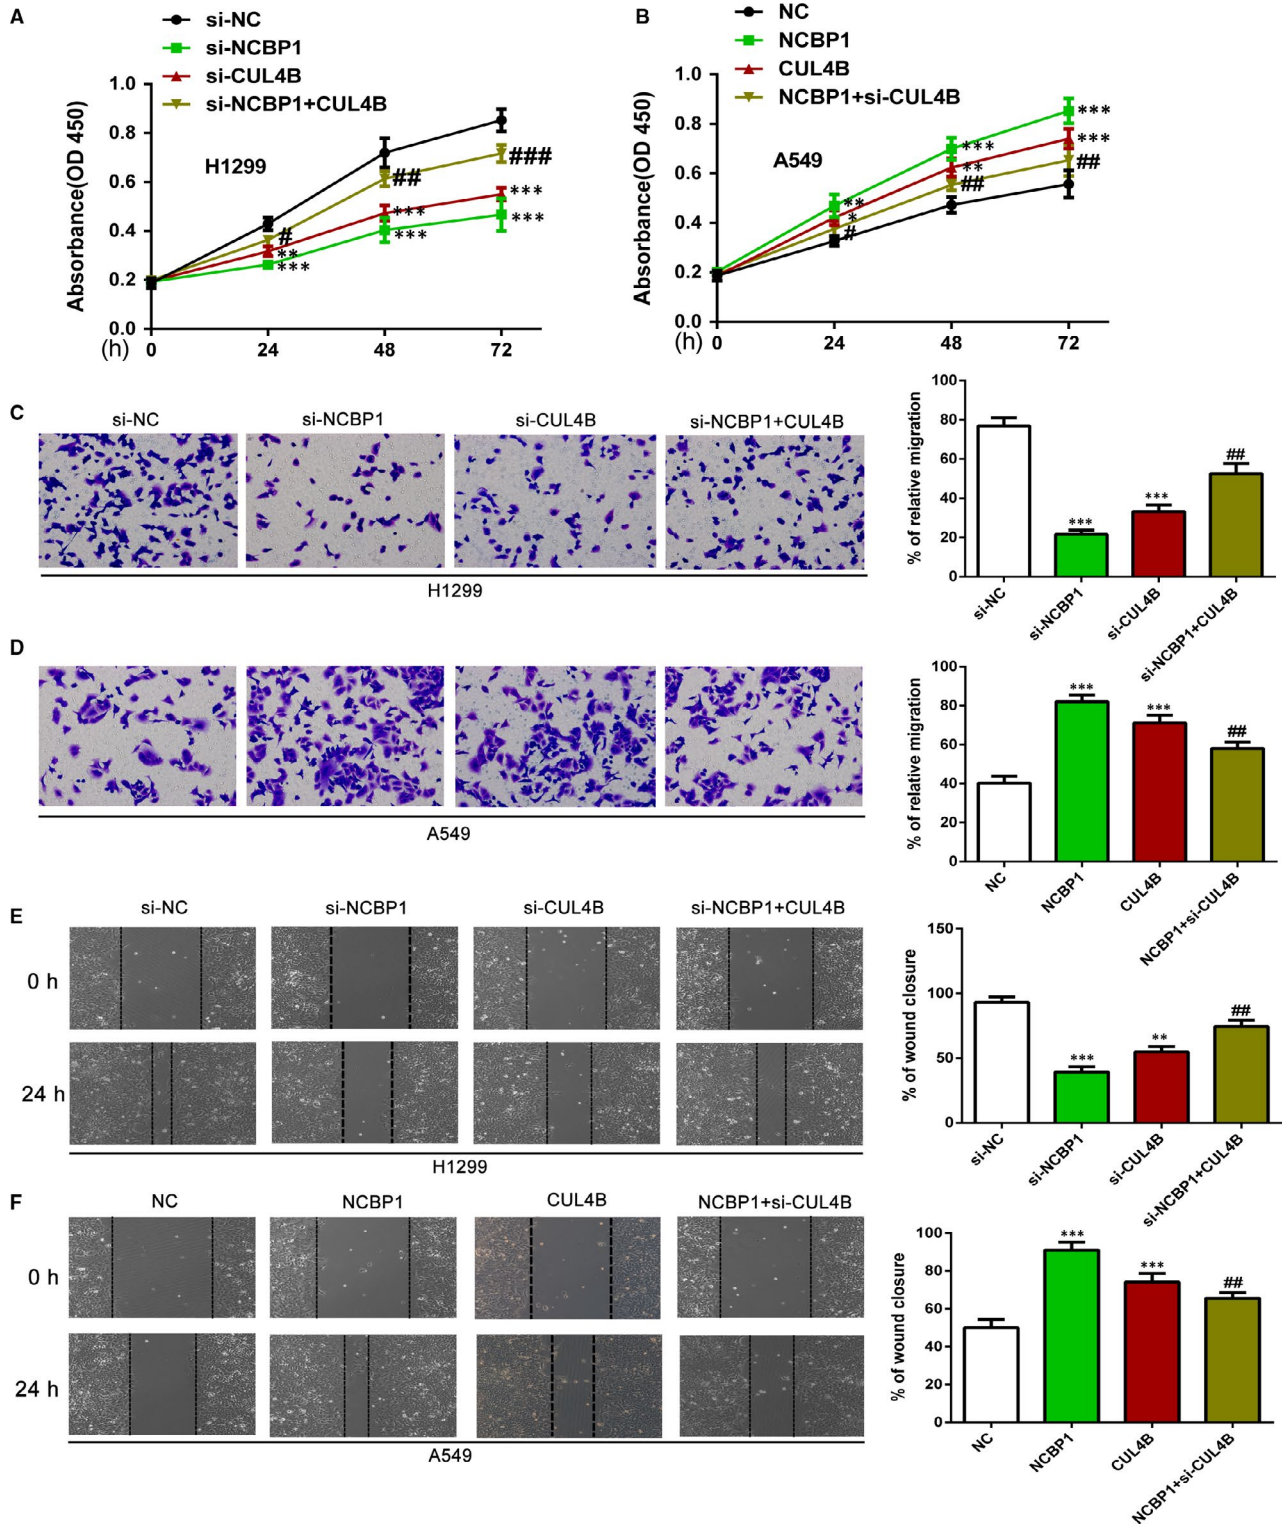 A
si-NC
si-NCBP1
si-CUL4B
si-NCBP1+CUL4B
Absorbance(OD 450)
1.0
0.8
0.6
0.4
0.2
0.0
H1299
###
##
***
***
***
***
#
**
***
(h)
0
24
48
72
B
NC
NCBP1
CUL4B
NCBP1+si-CUL4B
Absorbance(OD 450)
1.0
0.8
0.6
0.4
0.2
0.0
A549
***
***
##
***
**
##
**
*
#
(h)
0
24
48
72
C
si-NC
si-NCBP1
si-CUL4B
si-NCBP1+CUL4B
H1299
% of relative migration
100
80
60
40
20
0
***
***
##
si-NC
si-NCBP1
si-CUL4B
si-NCBP1+CUL4B
D
A549
% of relative migration
100
80
60
40
20
0
***
***
##
NC
NCBP1
CUL4B
NCBP1+si-CUL4B
E
si-NC
si-NCBP1
si-CUL4B
si-NCBP1+CUL4B
0 h
24 h
H1299
% of wound closure
150
100
50
0
***
**
##
si-NC
si-NCBP1
si-CUL4B
si-NCBP1+CUL4B
F
NC
NCBP1
CUL4B
NCBP1+si-CUL4B
0 h
24 h
A549
% of wound closure
100
80
60
40
20
0
***
***
##
NC
NCBP1
CUL4B
NCBP1+si-CUL4B